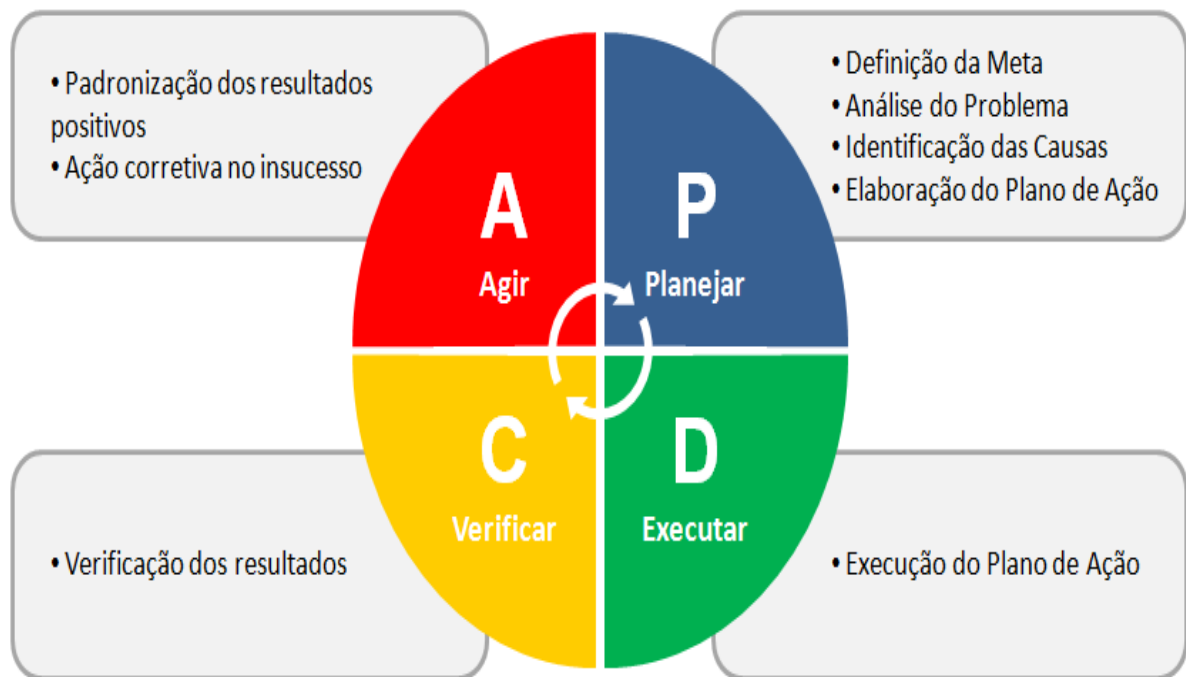 • Padronização dos resultados
positivos
• Ação corretiva no insucesso
A
Agir
P
Planejar
• Definição da Meta
• Análise do Problema
• Identificação das Causas
• Elaboração do Plano de Ação
• Verificação dos resultados
C
Verificar
D
Executar
• Execução do Plano de Ação